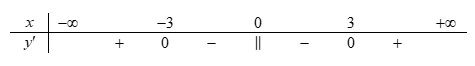 x −∞ −3 0 3 +∞
y′ + 0 − || − 0 +